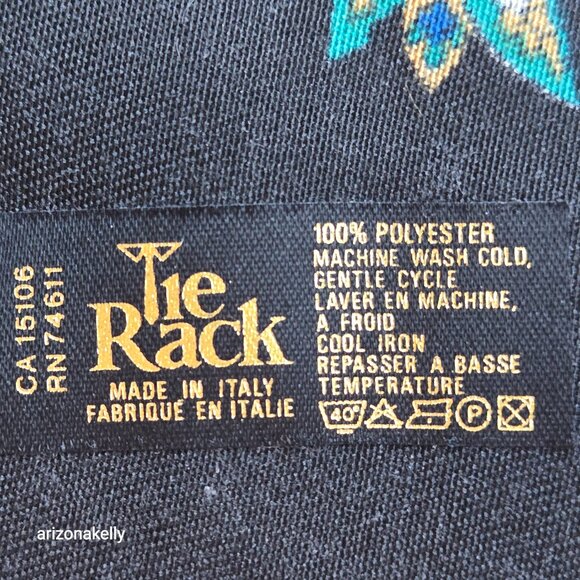 CA 15106
RN 74611
Tie
Rack
MADE IN ITALY
FABRIQUÉ EN ITALIE
100% POLYESTER
MACHINE WASH COLD,
GENTLE CYCLE
LAVER EN MACHINE,
A FROID
COOL IRON
REPASSER A BASSE
TEMPERATURE
40°
P
arizonakelly